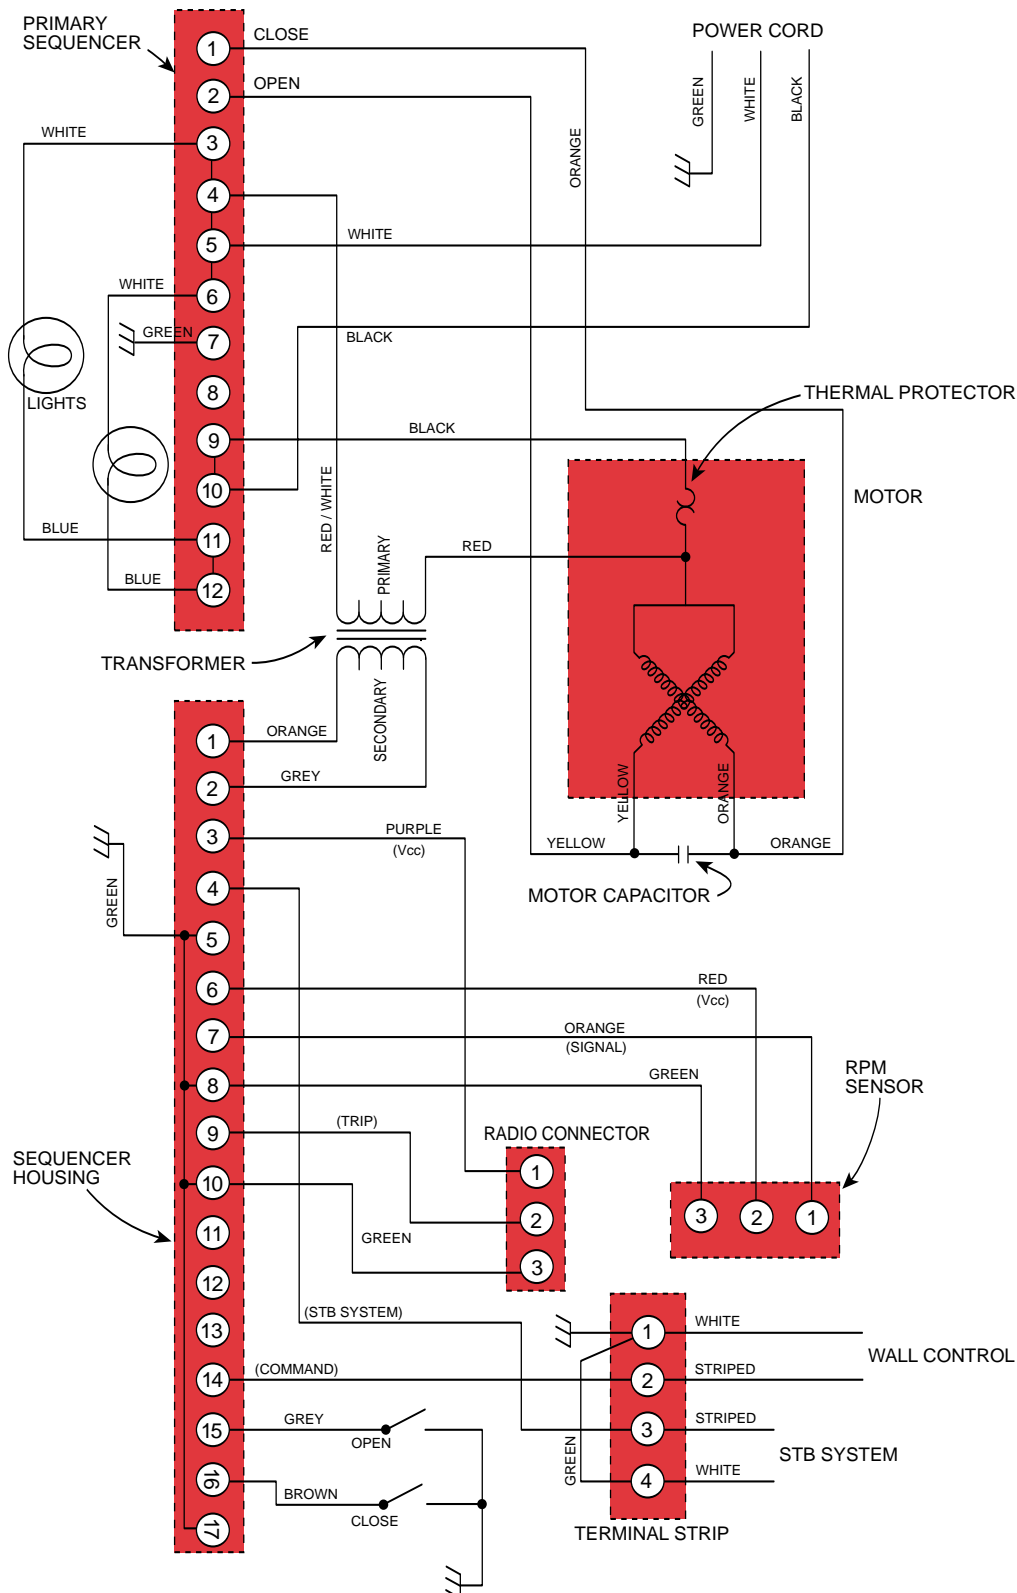 PRIMARY
SEQUENCER
1
CLOSE
2
OPEN
POWER CORD
GREEN
WHITE
BLACK
WHITE
3
ORANGE
4
5
WHITE
WHITE
6
GREEN
7
BLACK
LIGHTS
8
THERMAL PROTECTOR
9
BLACK
10
MOTOR
RED / WHITE
BLUE
11
RED
PRIMARY
BLUE
12
TRANSFORMER
SECONDARY
1
ORANGE
2
GREY
YELLOW
ORANGE
3
PURPLE
(Vcc)
YELLOW
ORANGE
MOTOR CAPACITOR
4
GREEN
5
6
RED
(Vcc)
7
ORANGE
(SIGNAL)
8
GREEN
RPM
SENSOR
9
(TRIP)
RADIO CONNECTOR
SEQUENCER
HOUSING
10
GREEN
1
2
3
3
2
1
11
12
13
(STB SYSTEM)
1
WHITE
WALL CONTROL
14
(COMMAND)
2
STRIPED
15
GREY
OPEN
3
STRIPED
STB SYSTEM
GREEN
16
BROWN
CLOSE
4
WHITE
17
TERMINAL STRIP